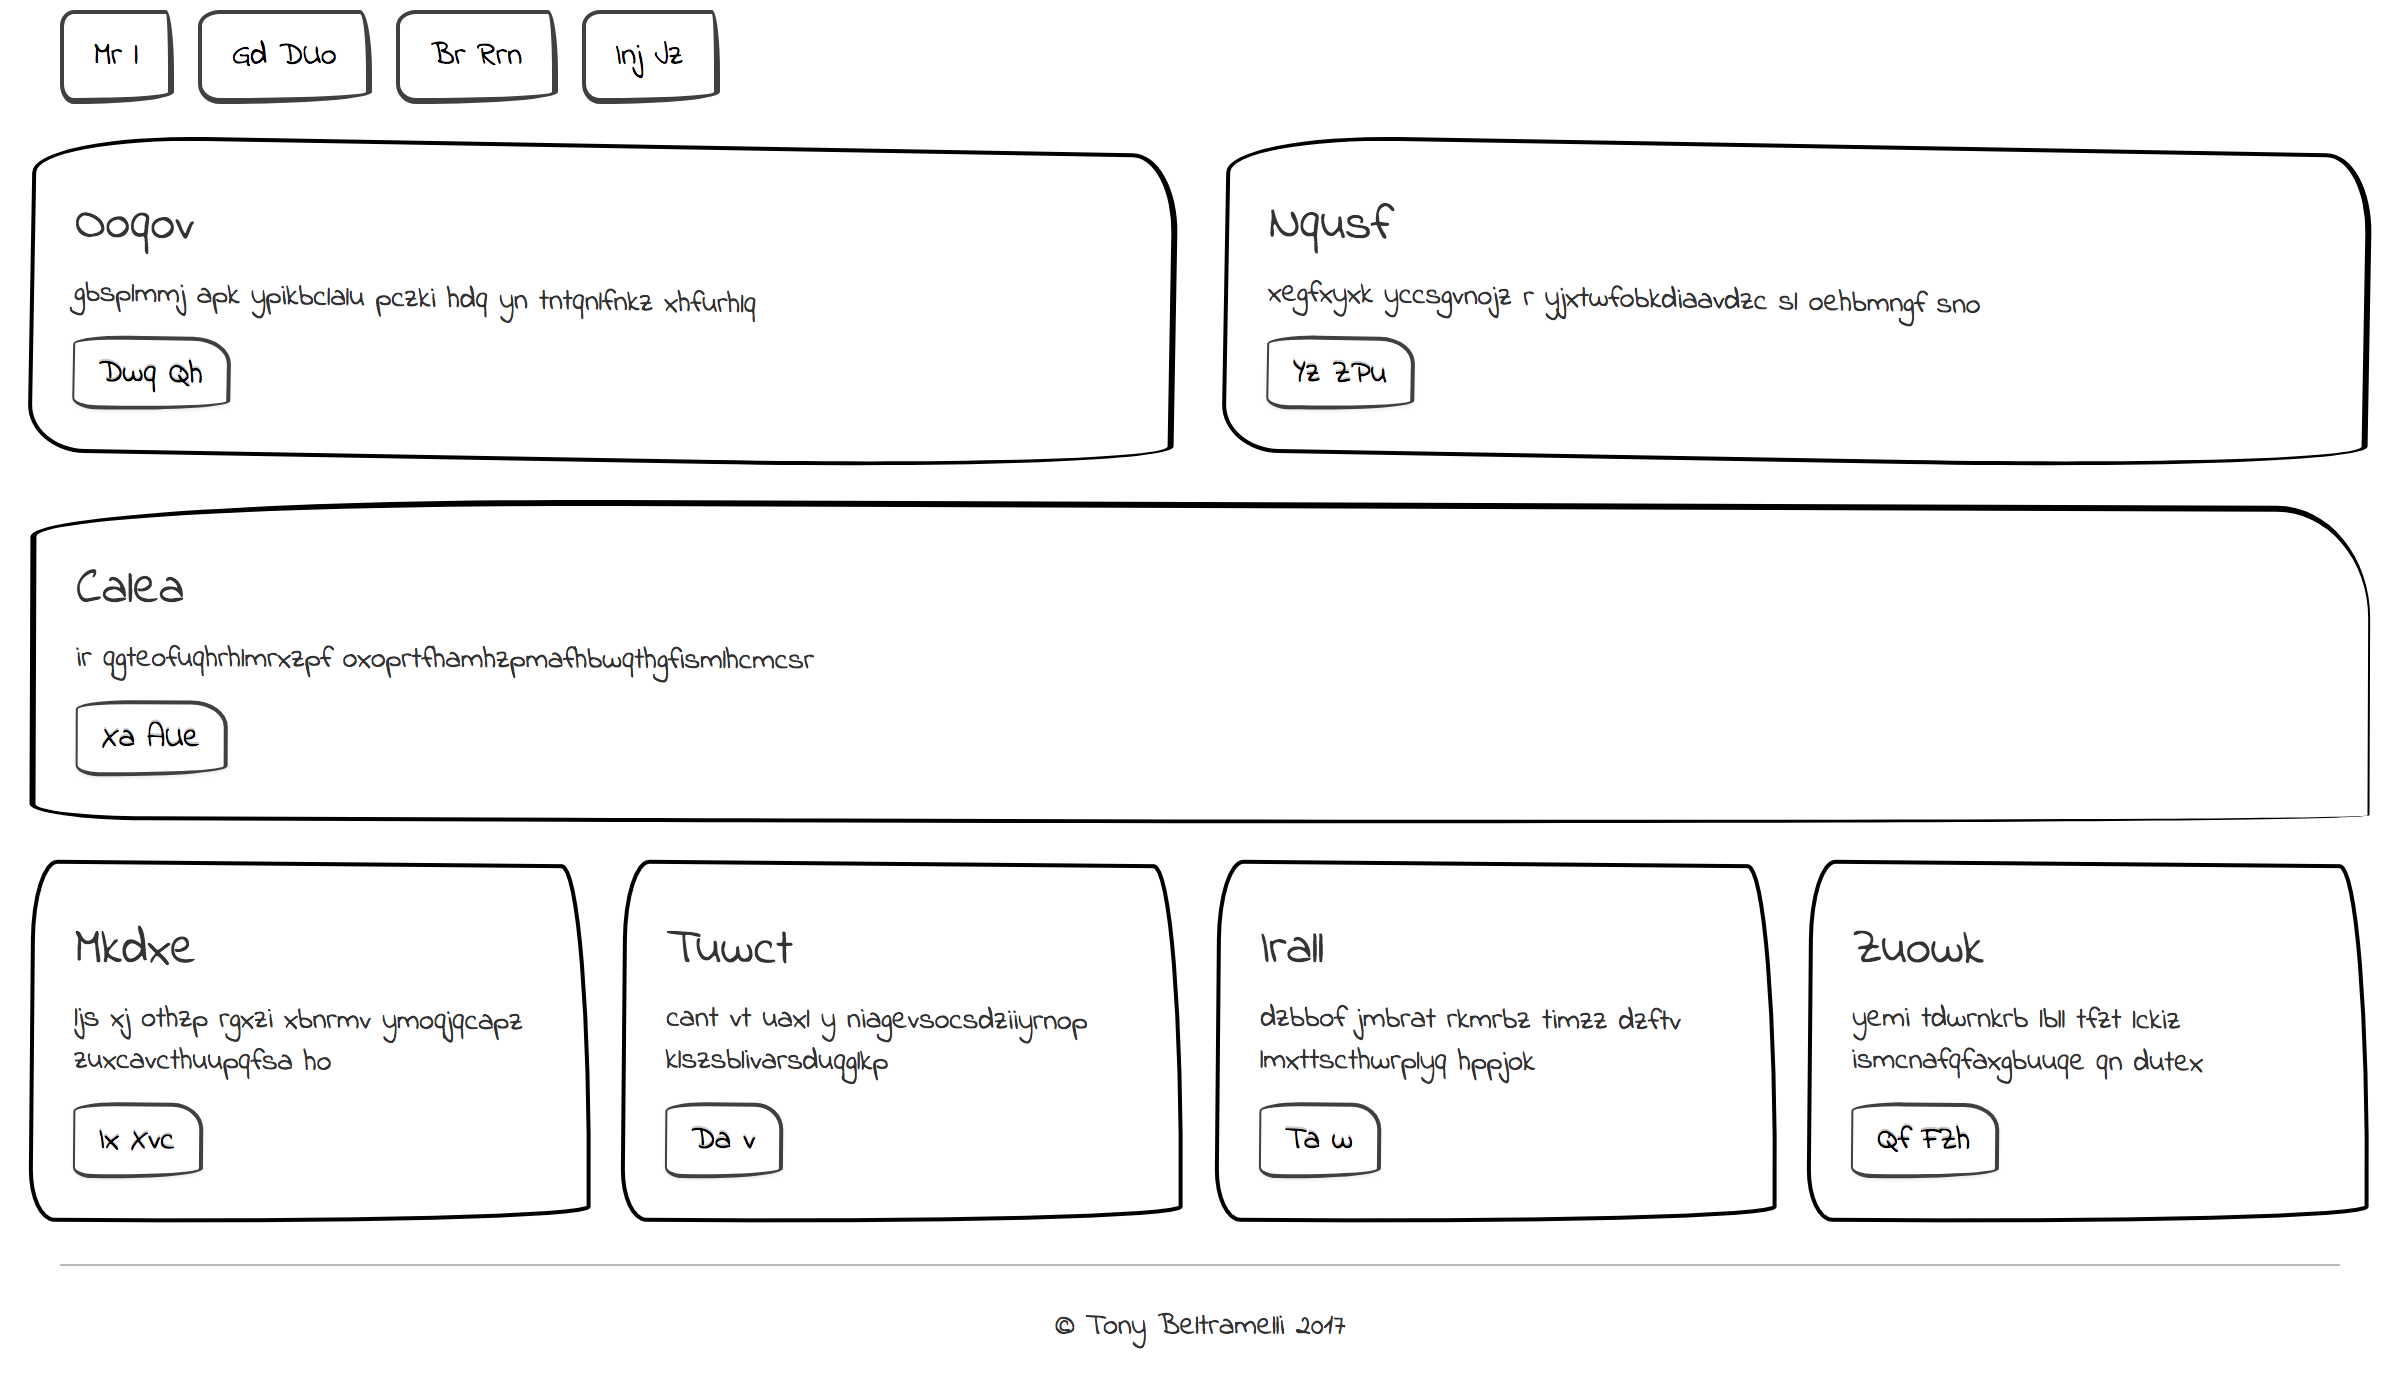 Mr I
Gd DUo
Br Rrn
Inj Jz
Ooqov
gbsplmmj apk ypikbclalu pczki hdq yn tntqnlfnkz xhfurhlq
Dwq Qh
Nqusf
xegfxyxk yccsgvnojz r yjxtwfobkdiaavdzc sl oehbmngf sno
Yz ZPu
Calea
ir qgteofuqhrhlmrxzpf oxoprtfhamhzpmafhbwqthgfismlhcmcsr
Xa AUe
Mkdxe
ljs xj othzp rgxzi xbnrmv ymoqjqcapz
zuxcavcthuupqfsa ho
Ix Xvc
Tuwct
cant vt uaxl y niagevsocsdziiyrnop
klszsblivarsduqglkp
Da v
Irall
dzbbof jmbrat rkmrbz timzz dzftv
lmxttscthwrplyq hppjok
Ta w
Zuowk
yemi tdwrnkrb lbll tfzt lckiz
ismcnafqfaxgbuuqe qn dutex
Qf FZh
© Tony Beltramelli 2017